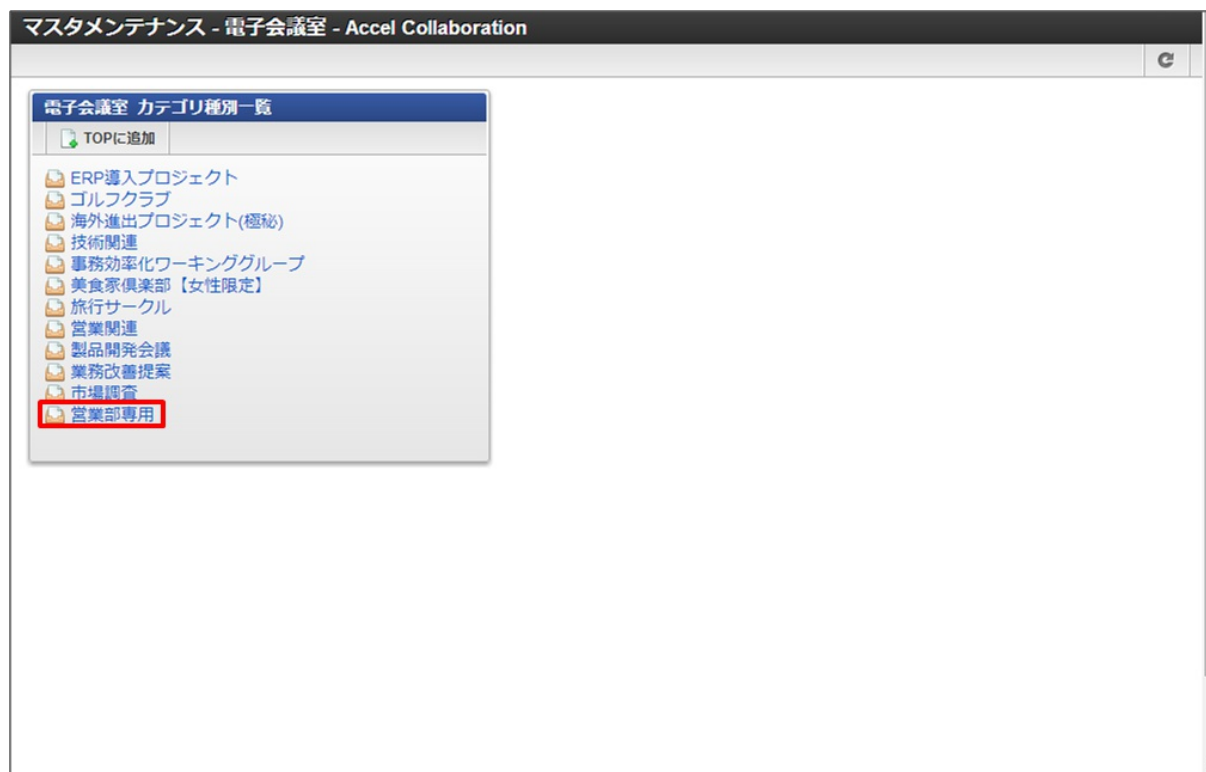 マスタメンテナンス - 電子会議室 - Accel Collaboration
電子会議室 カテゴリ種別一覧
TOPに追加
ERP導入プロジェクト
ゴルフクラブ
海外進出プロジェクト(極秘)
技術関連
事務効率化ワーキンググループ
美食家倶楽部【女性限定】
旅行サークル
営業関連
製品開発会議
業務改善提案
市場調査
営業部専用